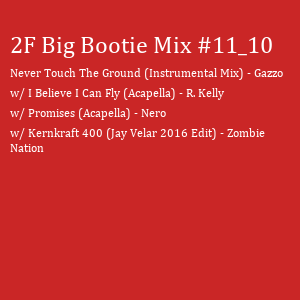 2F Big Bootie Mix #11_10
Never Touch The Ground (Instrumental Mix) - Gazzo
w/ I Believe I Can Fly (Acapella) - R. Kelly
w/ Promises (Acapella) - Nero
w/ Kernkraft 400 (Jay Velar 2016 Edit) - Zombie
Nation